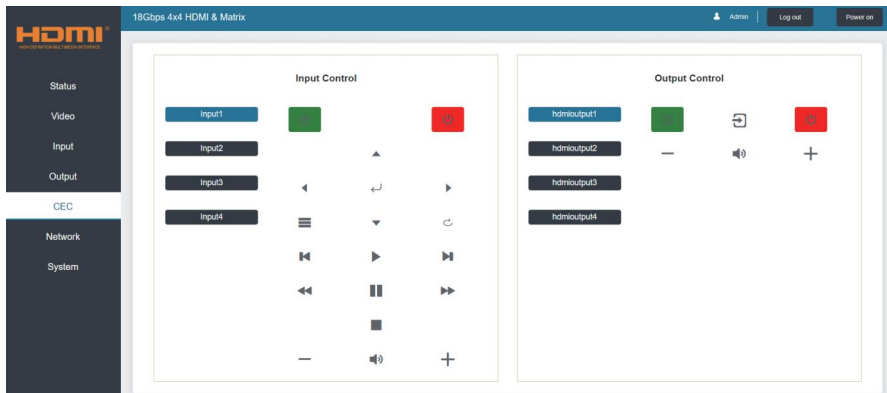 18Gbps 4x4 HDMI & Matrix
Admin
Log out
Power on
HDMI®
HIGH DEFINITION MULTIMEDIA INTERFACE
Status
Video
Input
Output
CEC
Network
System
Input Control
Input1
Input2
Input3
Input4
Output Control
hdmioutput1
hdmioutput2
hdmioutput3
hdmioutput4